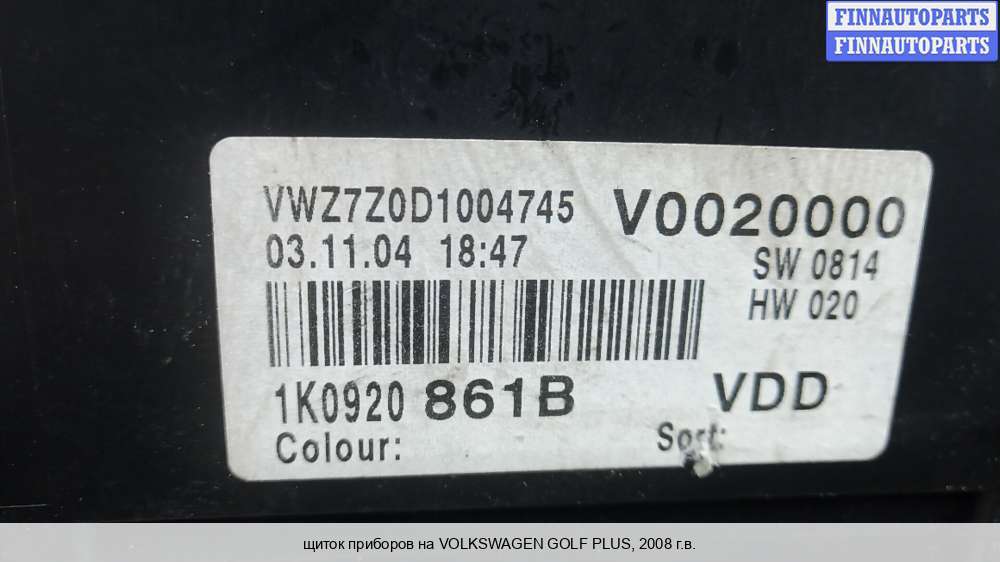 FINNAUTOPARTS
FINNAUTOPARTS
VWZ7Z0D1004745 V0020000
03.11.04 18:47 SW 0814
HW 020
1K0920 861B VDD
Colour: Sort:
щиток приборов на VOLKSWAGEN GOLF PLUS, 2008 г.в.